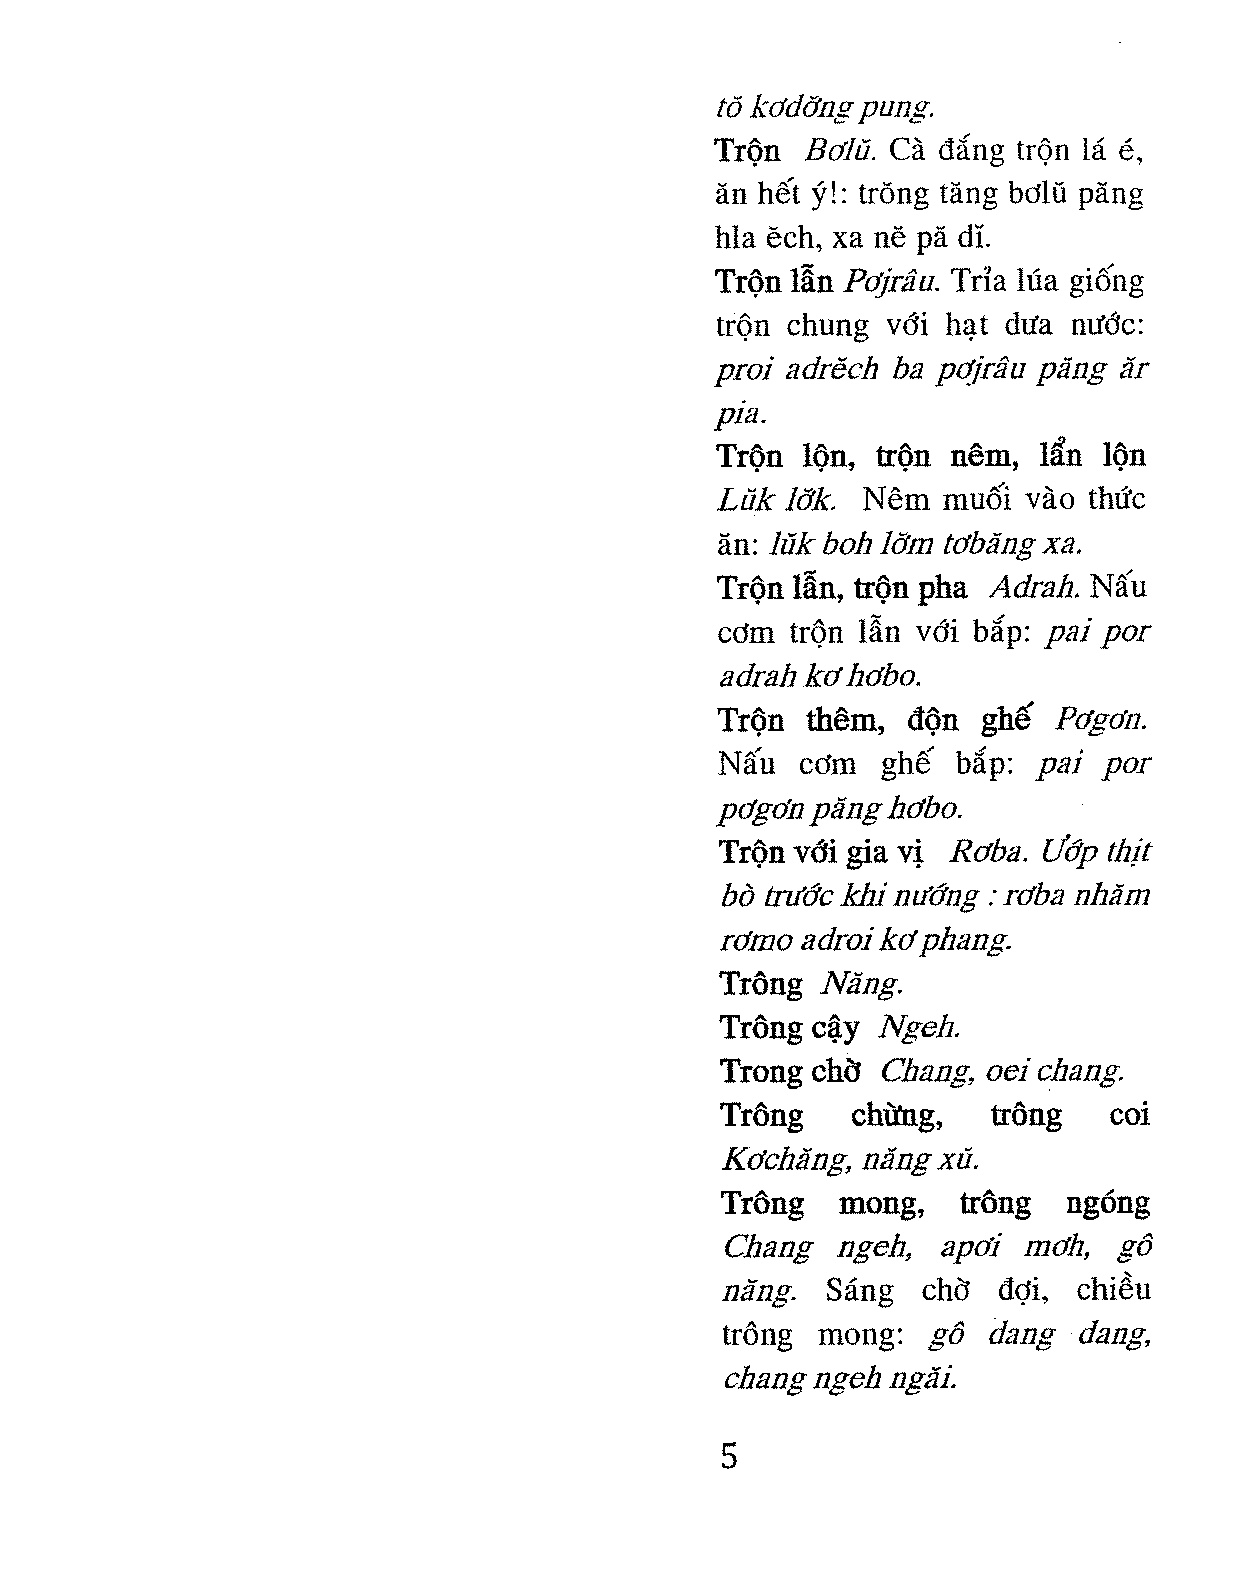 tŏ kơdơ̆ng pung.
Trộn Bơlŭ. Cà đắng trộn lá é,
ăn hết ý!: trŏng tăng bơlŭ păng
hla ĕch, xa nĕ pă dĭ.
Trộn lẫn Pơjrâu. Trỉa lúa giống
trộn chung với hạt dưa nước:
proi adrĕch ba pơjrâu păng ăr
pia.
Trộn lộn, trộn nêm, lẩn lộn
Lŭk lơ̆k. Nêm muối vào thức
ăn: lŭk boh lơ̆m tơbăng xa.
Trộn lẫn, trộn pha Adrah. Nấu
cơm trộn lẫn với bắp: pai por
adrah kơ hơbo.
Trộn thêm, độn ghế Pơgơn.
Nấu cơm ghế bắp: pai por
pơgơn păng hơbo.
Trộn với gia vị Rơba. Ướp thịt
bò trước khi nướng : rơba nhăm
rơmo adroi kơ phang.
Trông Năng.
Trông cậy Ngeh.
Trong chờ Chang, oei chang.
Trông chừng, trông coi
Kơchăng, năng xŭ.
Trông mong, trông ngóng
Chang ngeh, apơi mơh, gô
năng. Sáng chờ đợi, chiều
trông mong: gô dang dang,
chang ngeh ngăi.
5